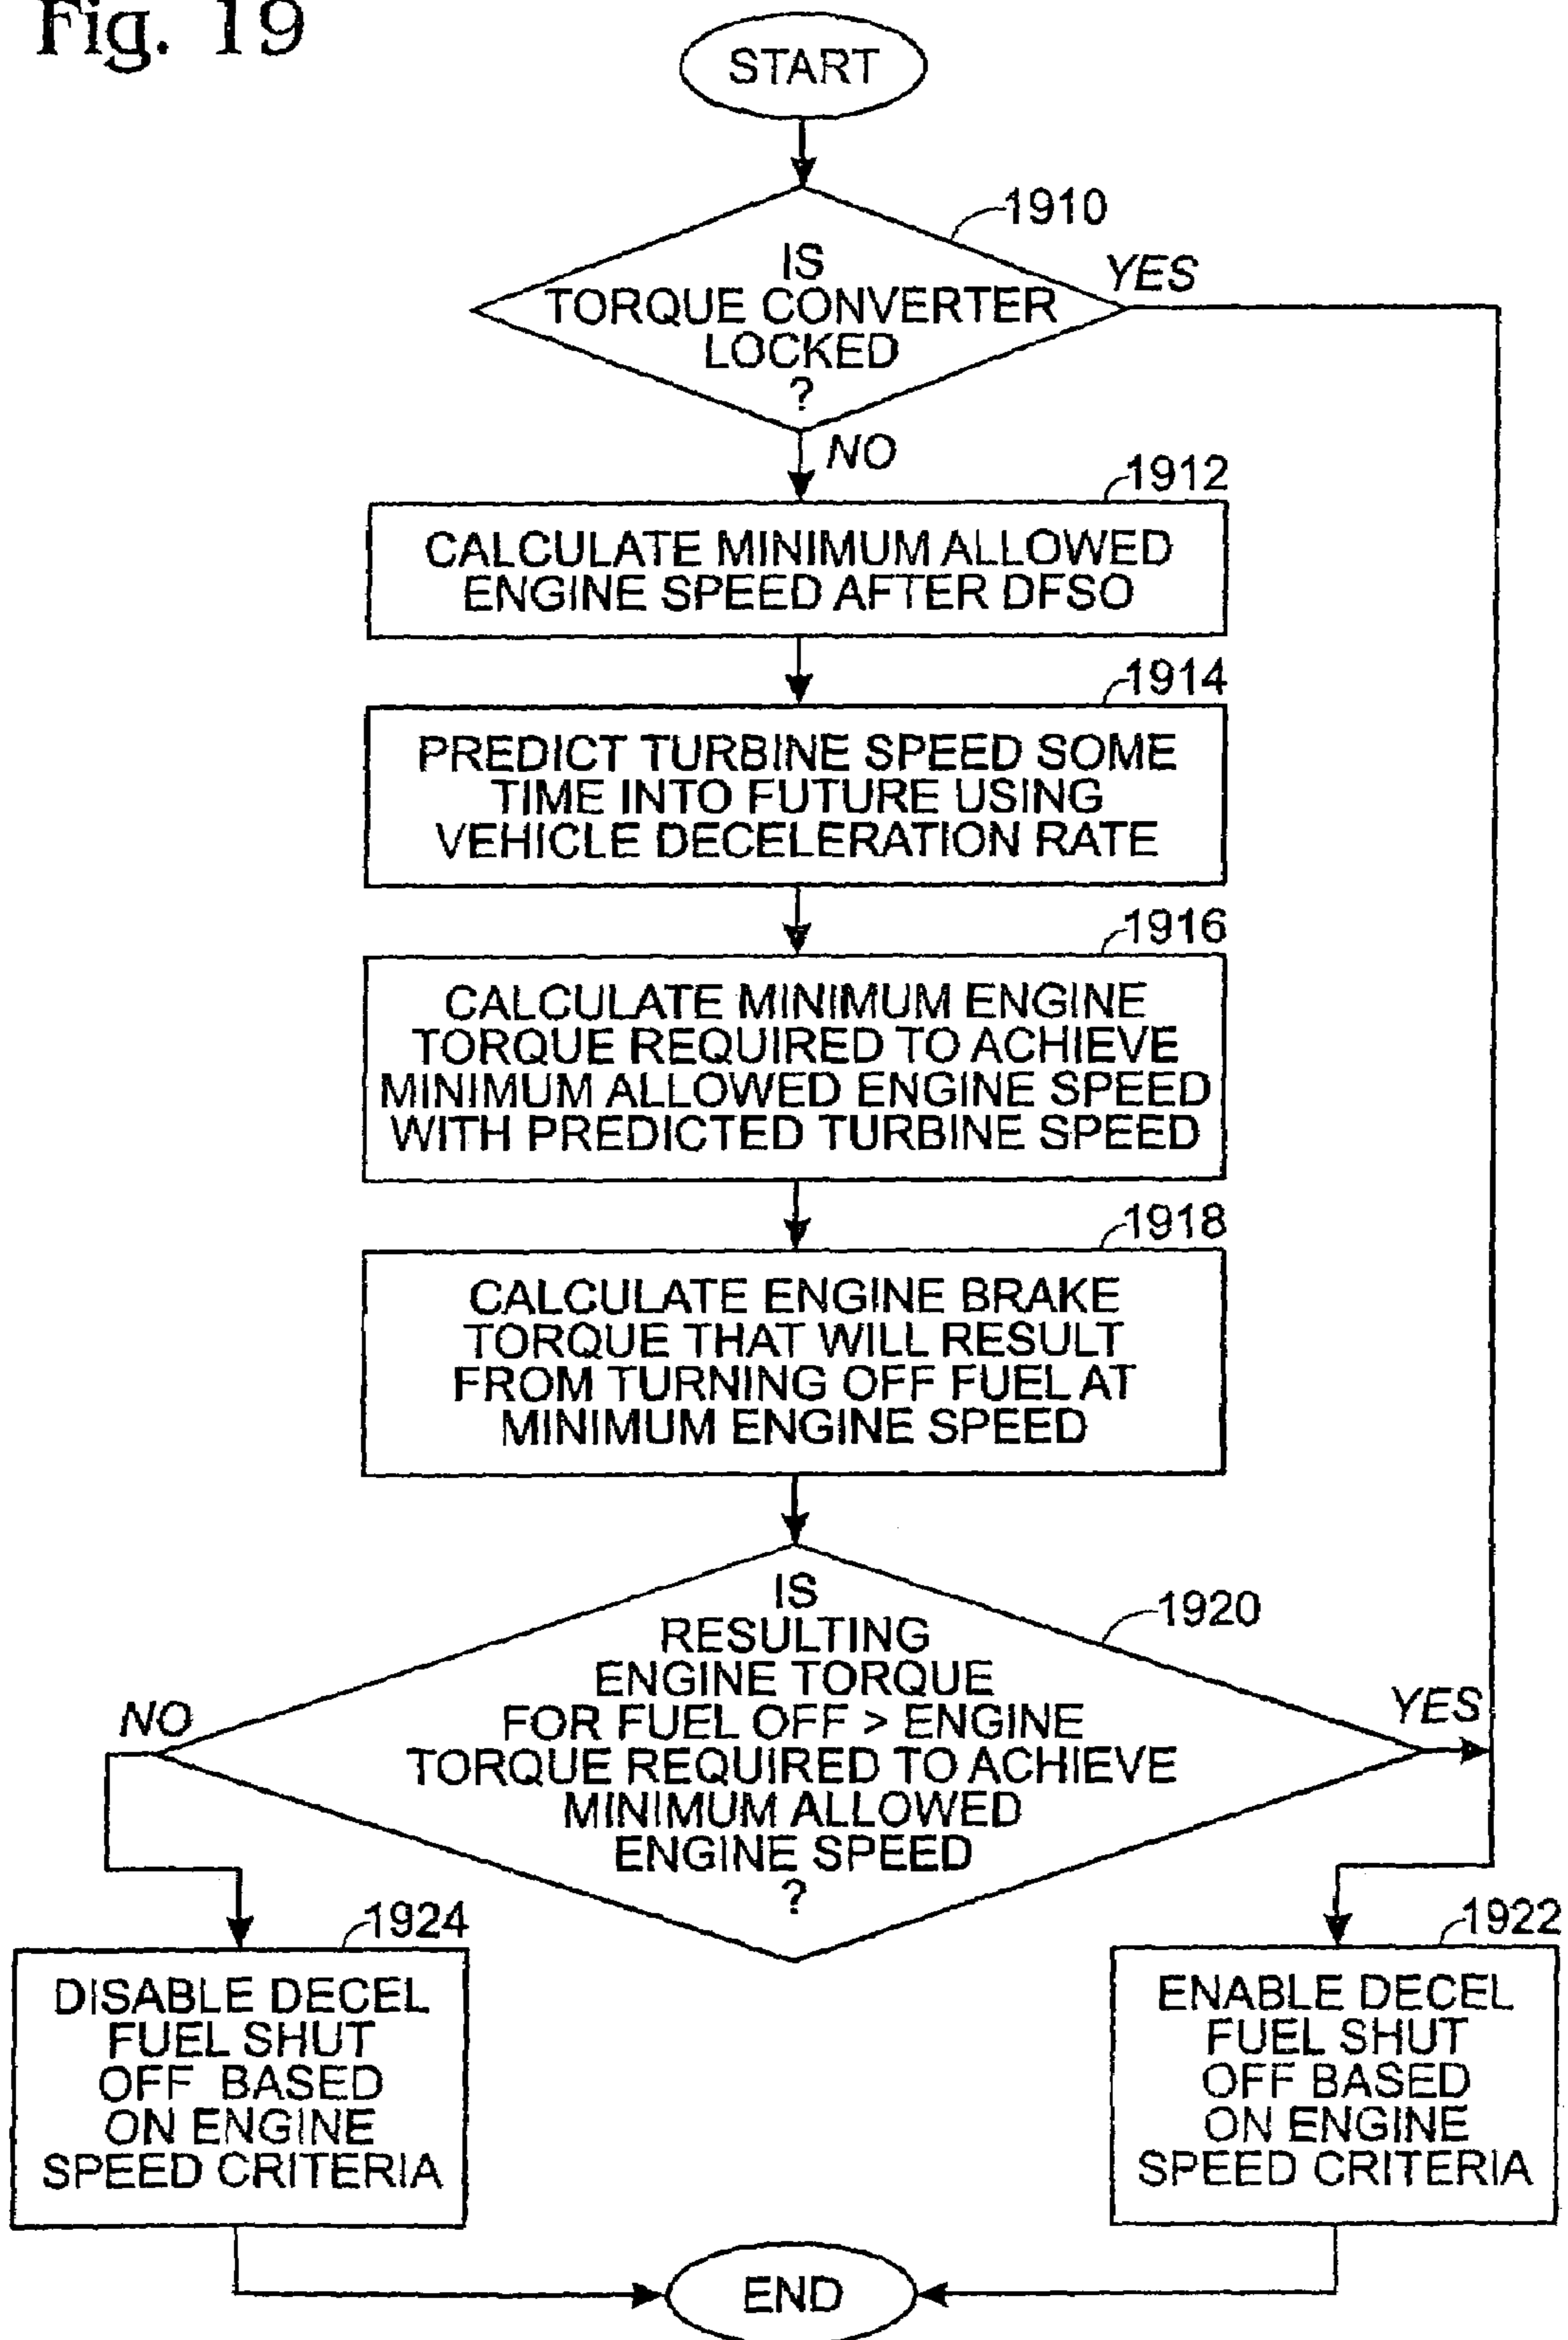 Fig. 19
START
1910
IS
TORQUE CONVERTER
LOCKED
?
YES
NO
1912
CALCULATE MINIMUM ALLOWED
ENGINE SPEED AFTER DFSO
1914
PREDICT TURBINE SPEED SOME
TIME INTO FUTURE USING
VEHICLE DECELERATION RATE
1916
CALCULATE MINIMUM ENGINE
TORQUE REQUIRED TO ACHIEVE
MINIMUM ALLOWED ENGINE SPEED
WITH PREDICTED TURBINE SPEED
1918
CALCULATE ENGINE BRAKE
TORQUE THAT WILL RESULT
FROM TURNING OFF FUEL AT
MINIMUM ENGINE SPEED
1920
IS
RESULTING
ENGINE TORQUE
FOR FUEL OFF > ENGINE
TORQUE REQUIRED TO ACHIEVE
MINIMUM ALLOWED
ENGINE SPEED
?
NO
YES
1924
DISABLE DECEL
FUEL SHUT
OFF BASED
ON ENGINE
SPEED CRITERIA
1922
ENABLE DECEL
FUEL SHUT
OFF BASED
ON ENGINE
SPEED CRITERIA
END